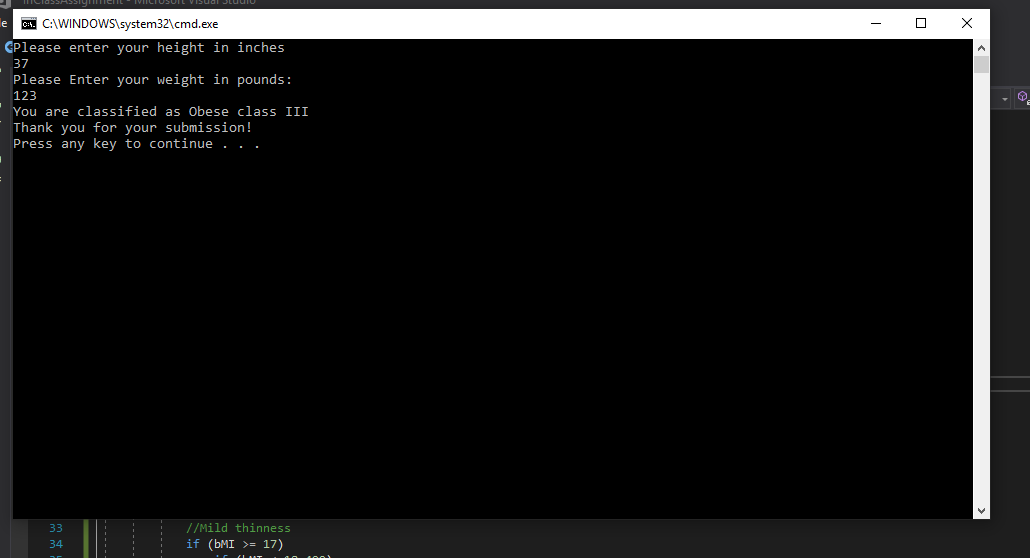 InClassAssignment - Microsoft Visual Studio
C:\WINDOWS\system32\cmd.exe
Please enter your height in inches
37
Please Enter your weight in pounds:
123
You are classified as Obese class III
Thank you for your submission!
Press any key to continue . . .
33 //Mild thinness
34 if (bMI >= 17)